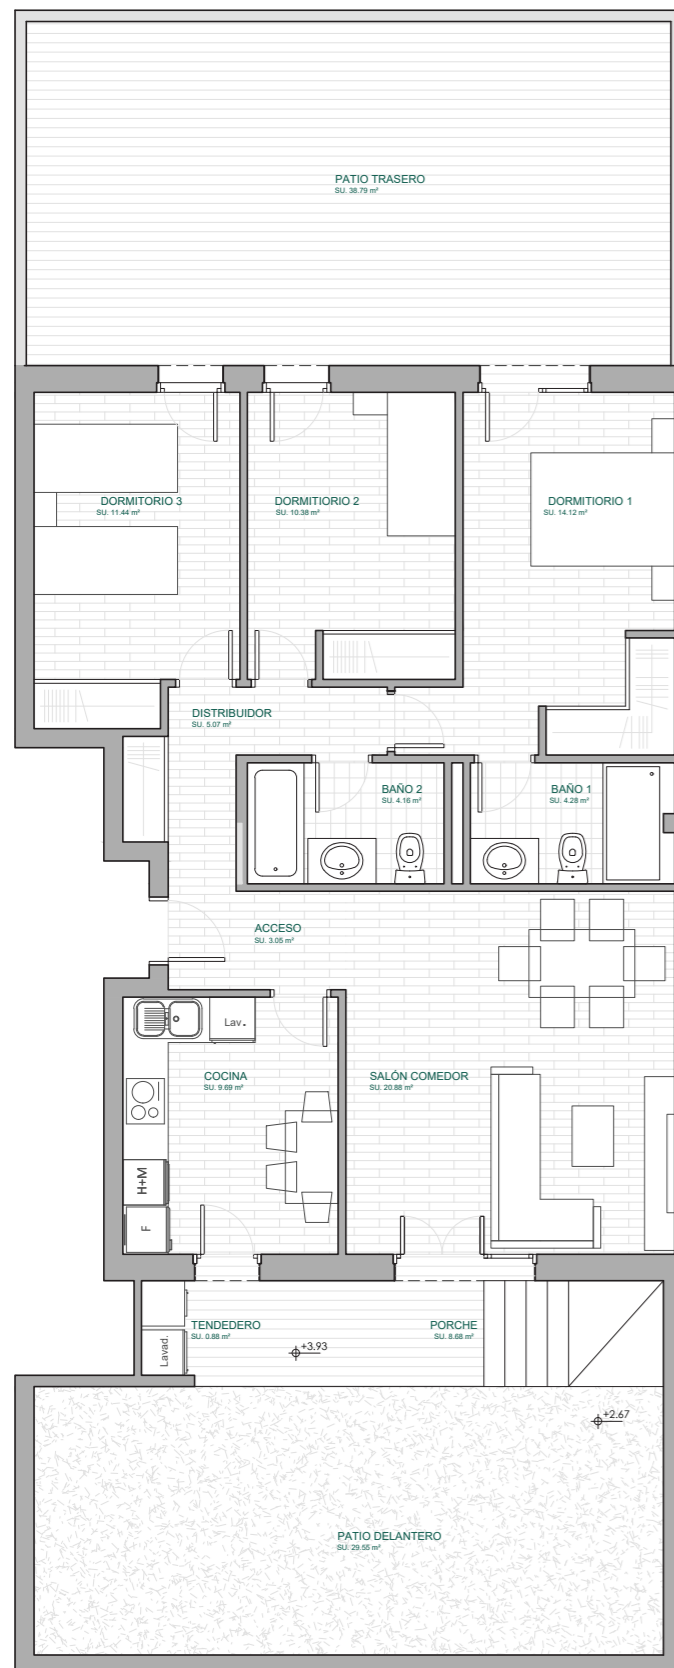 PATIO TRASERO
SU. 38.79 m²
DORMITORIO 3
SU. 11.44 m²
DORMITIORIO 2
SU. 10.38 m²
DORMITIORIO 1
SU. 14.12 m²
DISTRIBUIDOR
SU. 5.07 m²
BAÑO 2
SU. 4.16 m²
BAÑO 1
SU. 4.28 m²
ACCESO
SU. 3.05 m²
Lav.
COCINA
SU. 9.69 m²
SALÓN COMEDOR
SU. 20.88 m²
H+M
F
TENDEDERO
SU. 0.88 m²
PORCHE
SU. 8.68 m²
Lavad.
+3.93
+2.67
PATIO DELANTERO
SU. 29.55 m²